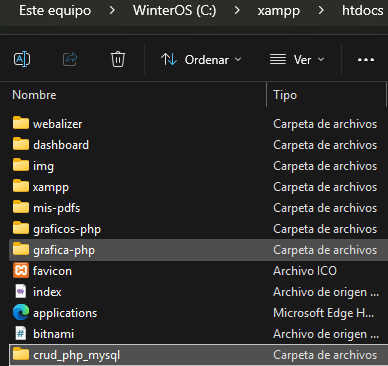 Este equipo > WinterOS (C:) > xampp > htdocs
Ordenar Ver
Nombre Tipo
webalizer Carpeta de archivos
dashboard Carpeta de archivos
img Carpeta de archivos
xampp Carpeta de archivos
mis-pdfs Carpeta de archivos
graficos-php Carpeta de archivos
grafica-php Carpeta de archivos
favicon Archivo ICO
index Archivo de origen ...
applications Microsoft Edge H...
bitnami Archivo de origen ...
crud_php_mysql Carpeta de archivos